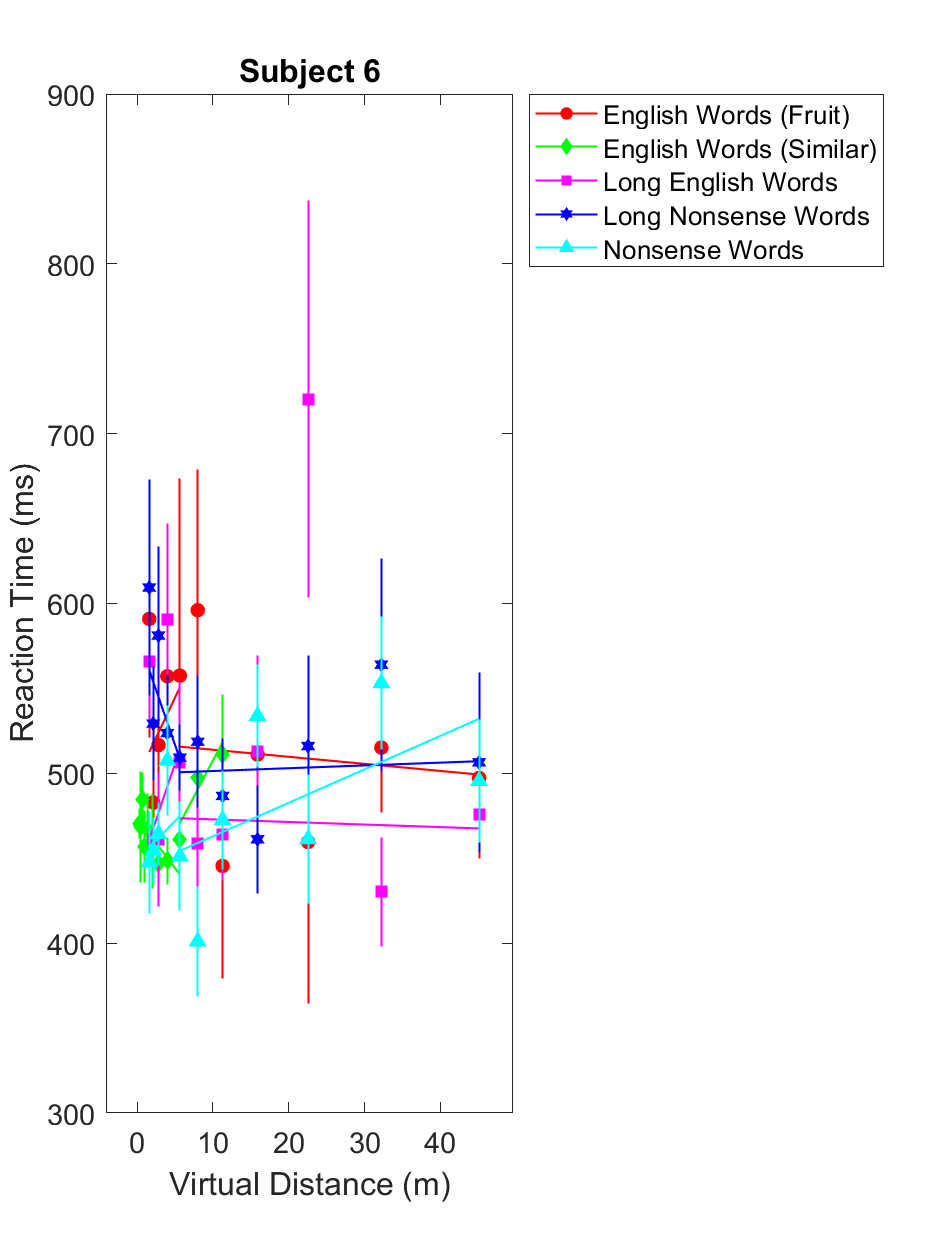 Subject 6
900
800
700
600
500
400
300
Reaction Time (ms)
0 10 20 30 40
Virtual Distance (m)
English Words (Fruit)
English Words (Similar)
Long English Words
Long Nonsense Words
Nonsense Words